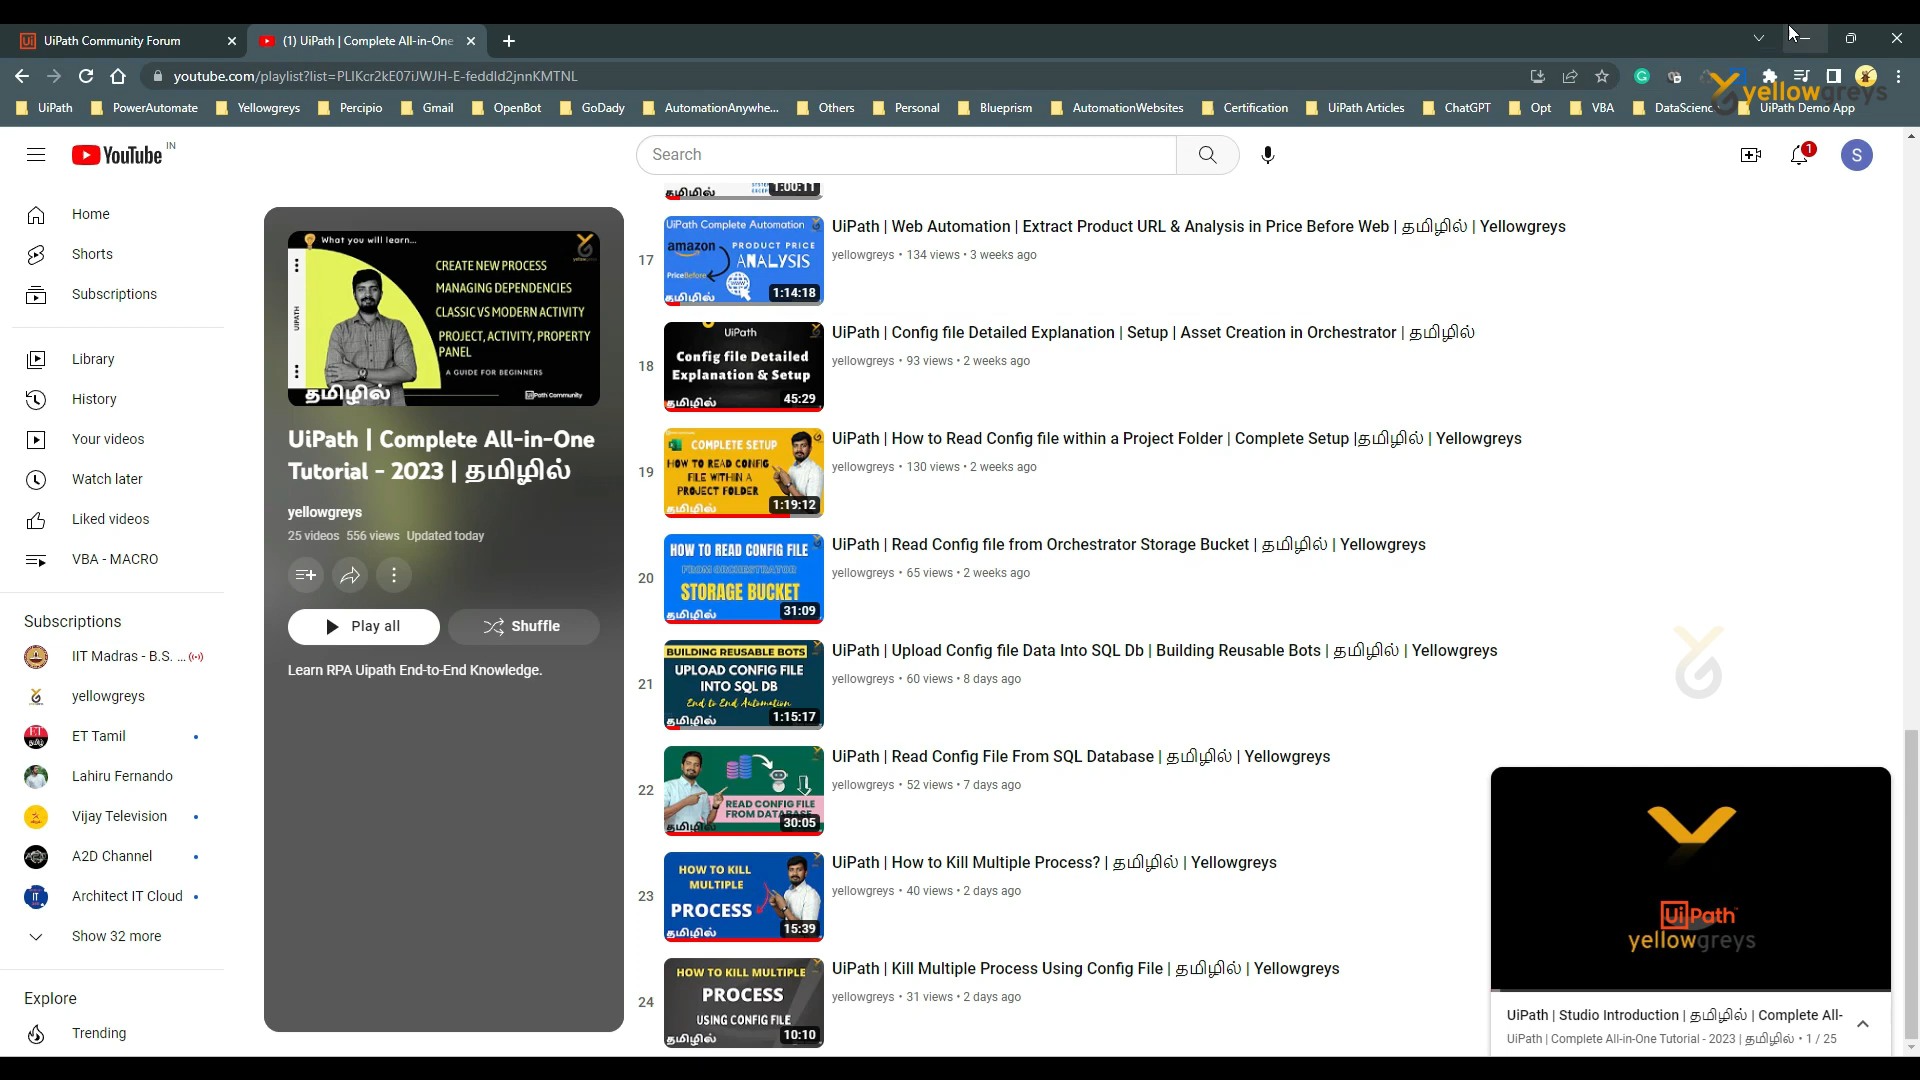 UiPath Community Forum
(1) UiPath | Complete All-in-One
youtube.com/playlist?list=PLIKcr2kE07iJWJH-E-feddld2jnnKMTNL
UiPath
PowerAutomate
Yellowgreys
Percipio
Gmail
OpenBot
GoDady
AutomationAnywhe...
Others
Personal
Blueprism
AutomationWebsites
Certification
UiPath Articles
ChatGPT
Opt
VBA
DataScienc
UiPath Demo App
yellowgreys
YouTube IN
Search
1
S
Home
Shorts
Subscriptions
Library
History
Your videos
Watch later
Liked videos
VBA - MACRO
Subscriptions
IIT Madras - B.S. ...
yellowgreys
ET Tamil
Lahiru Fernando
Vijay Television
A2D Channel
Architect IT Cloud
Show 32 more
Explore
Trending
What you will learn...
yellowgreys
UIPATH
CREATE NEW PROCESS
MANAGING DEPENDENCIES
CLASSIC VS MODERN ACTIVITY
PROJECT, ACTIVITY, PROPERTY
PANEL
A GUIDE FOR BEGINNERS
தமிழில்
UiPath Community
UiPath | Complete All-in-One
Tutorial - 2023 | தமிழில்
yellowgreys
25 videos 556 views Updated today
Play all
Shuffle
Learn RPA Uipath End-to-End Knowledge.
தமிழில்
1:00:11
17
UiPath Complete Automation
amazon
PRODUCT PRICE
ANALYSIS
PriceBefore
தமிழில்
1:14:18
UiPath | Web Automation | Extract Product URL & Analysis in Price Before Web | தமிழில் | Yellowgreys
yellowgreys • 134 views • 3 weeks ago
18
UiPath
Config file Detailed
Explanation & Setup
தமிழில்
45:29
UiPath | Config file Detailed Explanation | Setup | Asset Creation in Orchestrator | தமிழில்
yellowgreys • 93 views • 2 weeks ago
19
COMPLETE SETUP
HOW TO READ CONFIG
FILE WITHIN A
PROJECT FOLDER
தமிழில்
1:19:12
UiPath | How to Read Config file within a Project Folder | Complete Setup |தமிழில் | Yellowgreys
yellowgreys • 130 views • 2 weeks ago
20
HOW TO READ CONFIG FILE
FROM ORCHESTRATOR
STORAGE BUCKET
தமிழில்
31:09
UiPath | Read Config file from Orchestrator Storage Bucket | தமிழில் | Yellowgreys
yellowgreys • 65 views • 2 weeks ago
21
BUILDING REUSABLE BOTS
UPLOAD CONFIG FILE
INTO SQL DB
End to End Automation
தமிழில்
1:15:17
UiPath | Upload Config file Data Into SQL Db | Building Reusable Bots | தமிழில் | Yellowgreys
yellowgreys • 60 views • 8 days ago
22
READ CONFIG FILE
FROM DATABASE
தமிழில்
30:05
UiPath | Read Config File From SQL Database | தமிழில் | Yellowgreys
yellowgreys • 52 views • 7 days ago
23
HOW TO KILL
MULTIPLE
PROCESS
தமிழில்
15:39
UiPath | How to Kill Multiple Process? | தமிழில் | Yellowgreys
yellowgreys • 40 views • 2 days ago
24
HOW TO KILL MULTIPLE
PROCESS
USING CONFIG FILE
தமிழில்
10:10
UiPath | Kill Multiple Process Using Config File | தமிழில் | Yellowgreys
yellowgreys • 31 views • 2 days ago
UiPath
yellowgreys
UiPath | Studio Introduction | தமிழில் | Complete All-
UiPath | Complete All-in-One Tutorial - 2023 | தமிழில் • 1 / 25